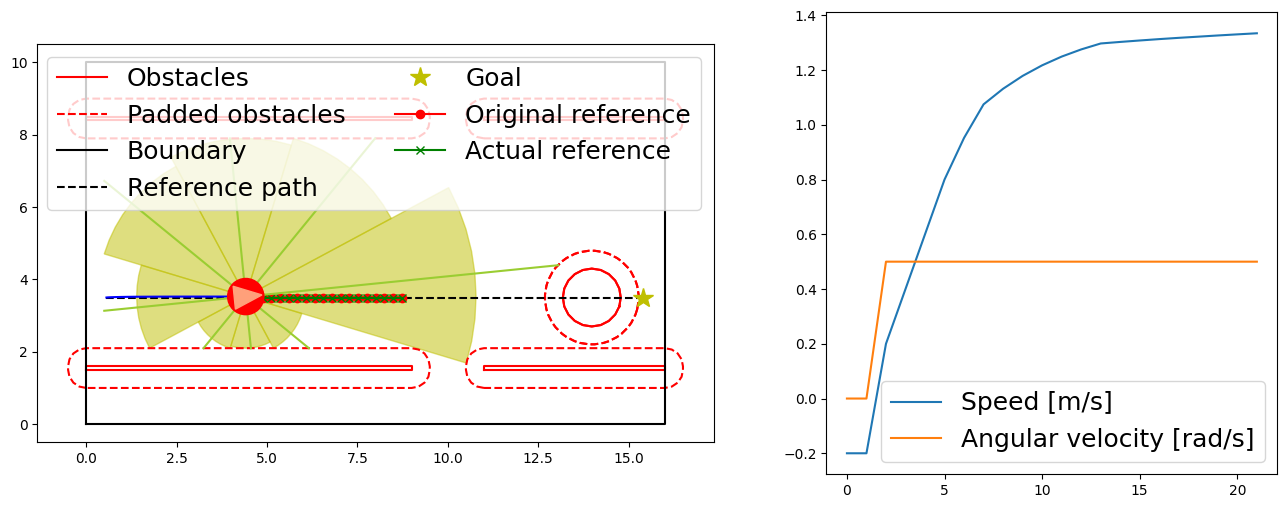 Obstacles
Padded obstacles
Boundary
Reference path
Goal
Original reference
Actual reference
10
8
6
4
2
0
0.0 2.5 5.0 7.5 10.0 12.5 15.0
1.4
1.2
1.0
0.8
0.6
0.4
0.2
0.0
−0.2
Speed [m/s]
Angular velocity [rad/s]
0 5 10 15 20